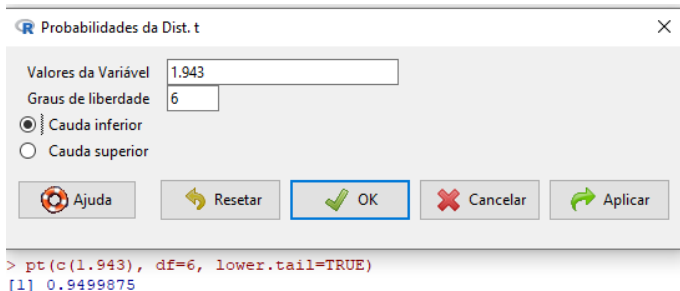 Probabilidades da Dist. t
Valores da Variável 1.943
Graus de liberdade 6
Cauda inferior
Cauda superior
Ajuda Resetar OK Cancelar Aplicar
> pt(c(1.943), df=6, lower.tail=TRUE)
[1] 0.9499875